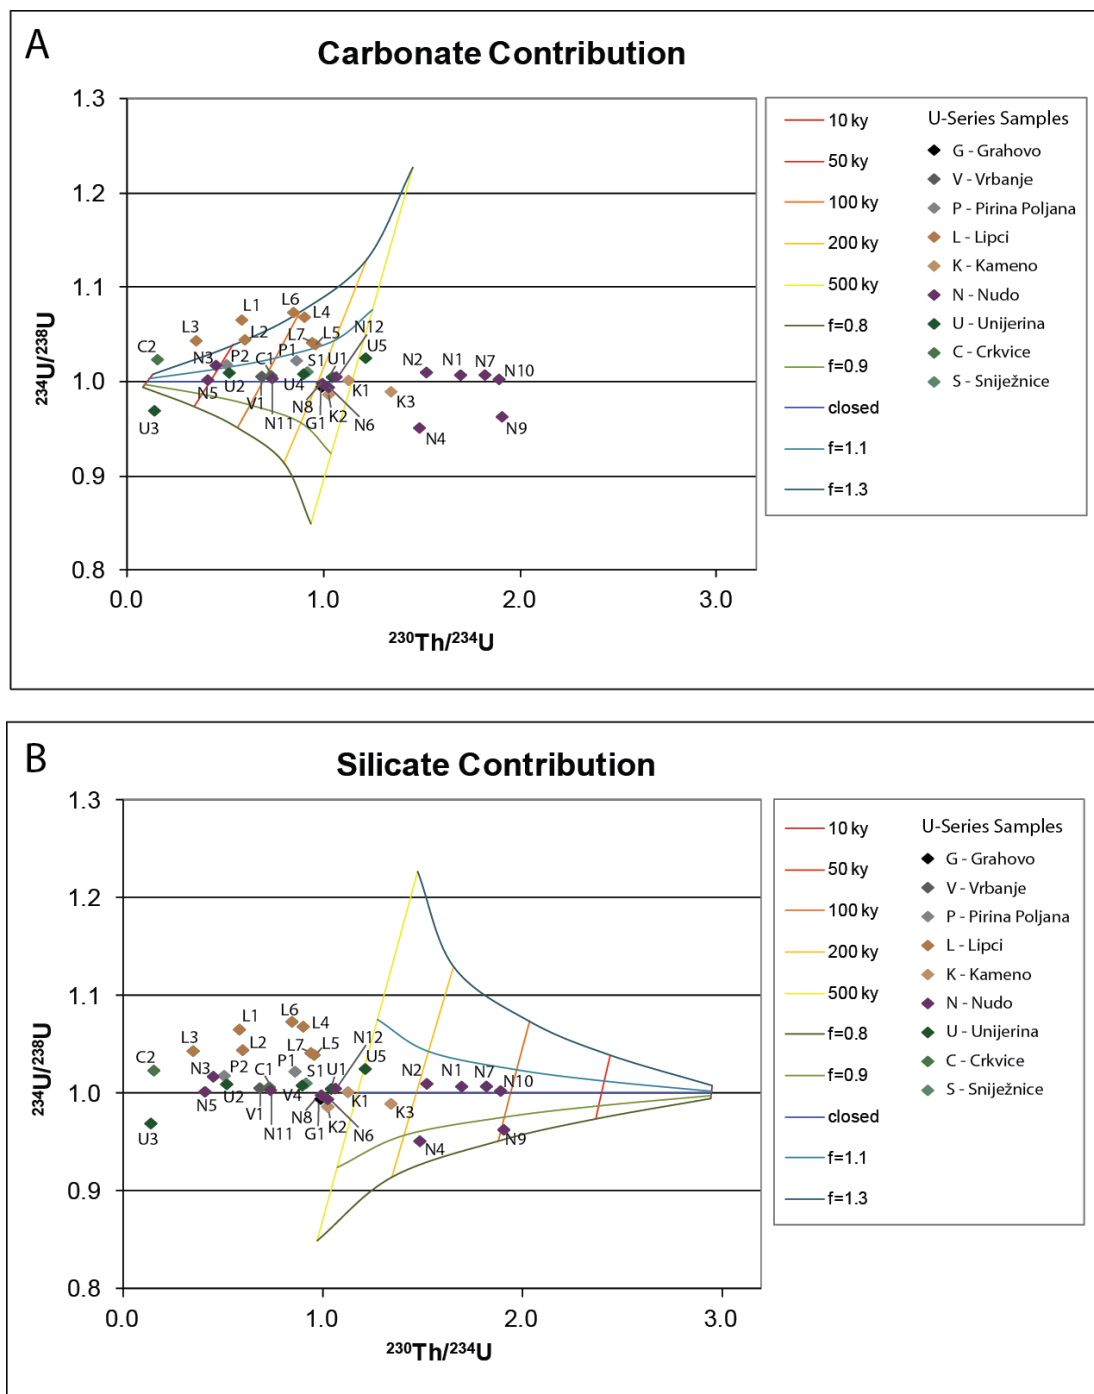 A
Carbonate Contribution
1.3
1.2
1.1
1.0
0.9
0.8
0.0 1.0 2.0 3.0
²³⁴U/²³⁸U
²³⁰Th/²³⁴U
L1 L6 L4 N12
L3 L2 L7 L5
C2 N3 P2 C1 P1 S1 U1 U5 N2 N1 N7 N10
N5 U2 U4 K1 K3
U3 V1 N11 N8 G1 K2 N6 N4 N9
10 ky
50 ky
100 ky
200 ky
500 ky
f=0.8
f=0.9
closed
f=1.1
f=1.3
U-Series Samples
G - Grahovo
V - Vrbanje
P - Pirina Poljana
L - Lipci
K - Kameno
N - Nudo
U - Unijerina
C - Crkvice
S - Sniježnice
B
Silicate Contribution
1.3
1.2
1.1
1.0
0.9
0.8
0.0 1.0 2.0 3.0
²³⁴U/²³⁸U
²³⁰Th/²³⁴U
L1 L6 L4 N12
L3 L2 L7 L5
C2 N3 P2 C1 P1 S1 U1 U5 N2 N1 N7 N10
N5 U2 V4 K1 K3
U3 V1 N11 N8 G1 K2 N6 N4 N9
10 ky
50 ky
100 ky
200 ky
500 ky
f=0.8
f=0.9
closed
f=1.1
f=1.3
U-Series Samples
G - Grahovo
V - Vrbanje
P - Pirina Poljana
L - Lipci
K - Kameno
N - Nudo
U - Unijerina
C - Crkvice
S - Sniježnice